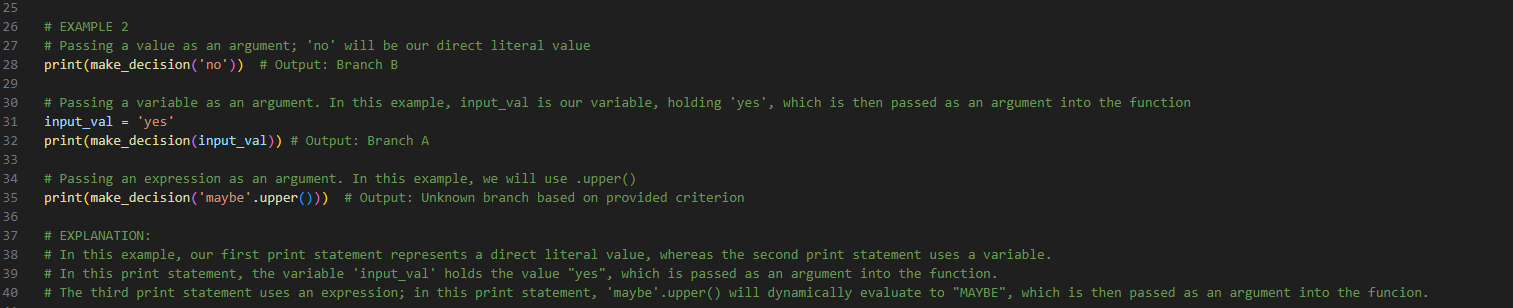 25
26 # EXAMPLE 2
27 # Passing a value as an argument; 'no' will be our direct literal value
28 print(make_decision('no'))  # Output: Branch B
29
30 # Passing a variable as an argument. In this example, input_val is our variable, holding 'yes', which is then passed as an argument into the function
31 input_val = 'yes'
32 print(make_decision(input_val)) # Output: Branch A
33
34 # Passing an expression as an argument. In this example, we will use .upper()
35 print(make_decision('maybe'.upper()))  # Output: Unknown branch based on provided criterion
36
37 # EXPLANATION:
38 # In this example, our first print statement represents a direct literal value, whereas the second print statement uses a variable.
39 # In this print statement, the variable 'input_val' holds the value "yes", which is passed as an argument into the function.
40 # The third print statement uses an expression; in this print statement, 'maybe'.upper() will dynamically evaluate to "MAYBE", which is then passed as an argument into the funcion.